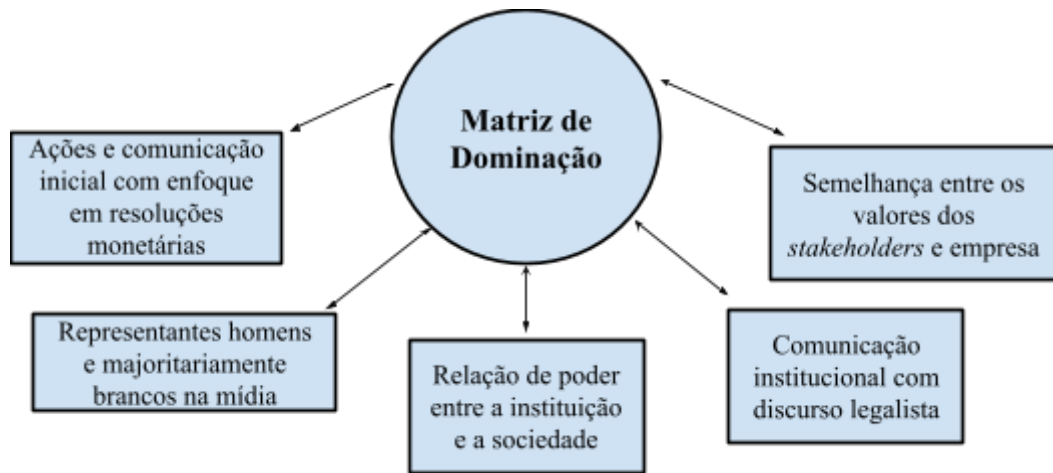 Matriz de
Dominação
Ações e comunicação
inicial com enfoque
em resoluções
monetárias
Semelhança entre os
valores dos
stakeholders e empresa
Representantes homens
e majoritariamente
brancos na mídia
Relação de poder
entre a instituição
e a sociedade
Comunicação
institucional com
discurso legalista